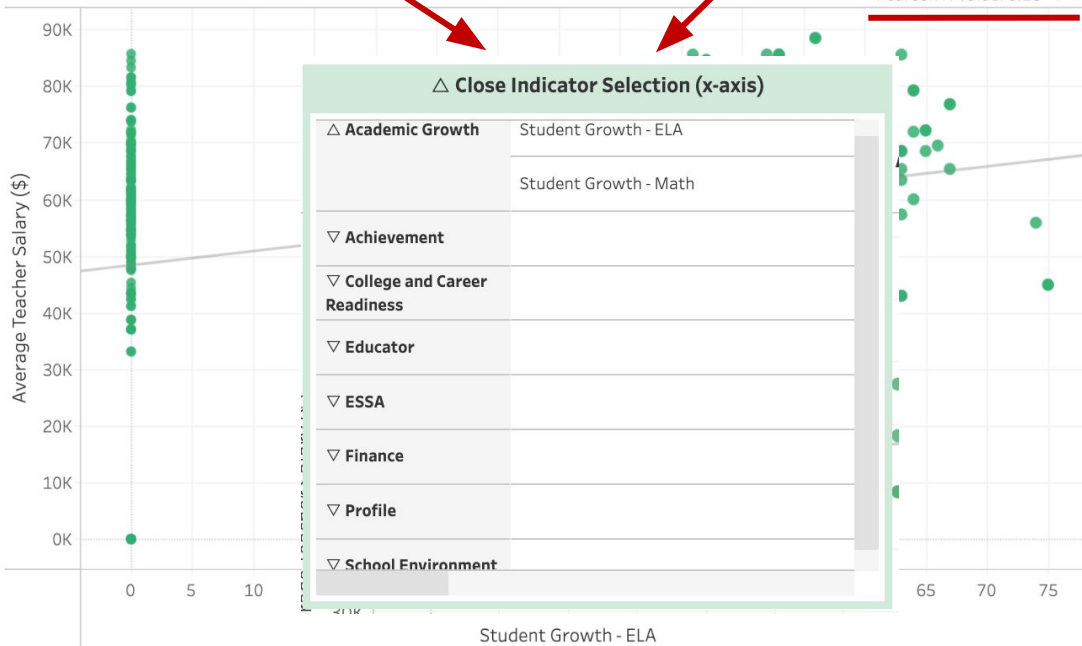 90K
△ Close Indicator Selection (x-axis)
80K
△ Academic Growth
Student Growth - ELA
70K
Student Growth - Math
60K
▽ Achievement
50K
▽ College and Career
Readiness
40K
▽ Educator
30K
▽ ESSA
20K
▽ Finance
10K
▽ Profile
0K
▽ School Environment
Average Teacher Salary ($)
0 5 10 65 70 75
30K
Student Growth - ELA